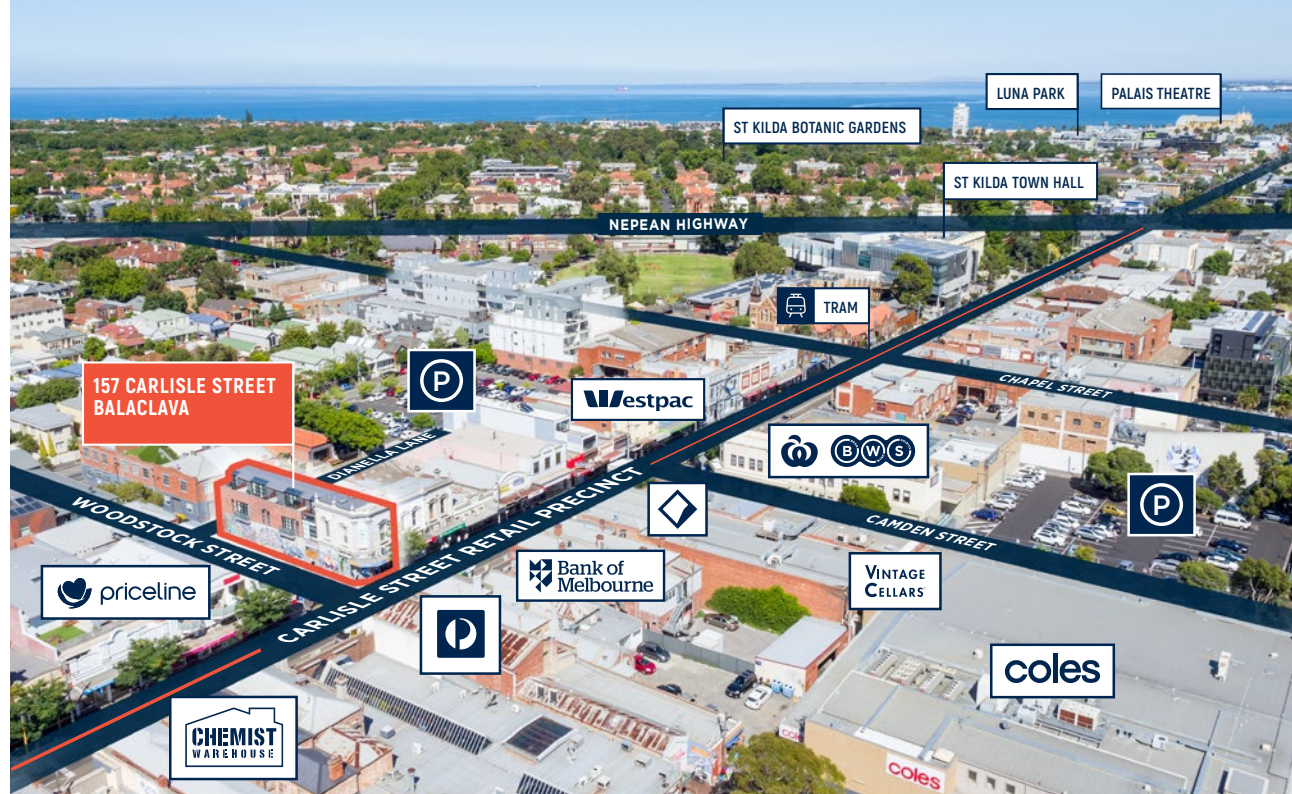 LUNA PARK
PALAIS THEATRE
ST KILDA BOTANIC GARDENS
ST KILDA TOWN HALL
NEPEAN HIGHWAY
TRAM
CHAPEL STREET
157 CARLISLE STREET
BALACLAVA
P
Westpac
DIANELLA LANE
BWS
P
WOODSTOCK STREET
CARLISLE STREET RETAIL PRECINCT
CAMDEN STREET
priceline
Bank of
Melbourne
VINTAGE
CELLARS
coles
CHEMIST
WAREHOUSE
coles
coles